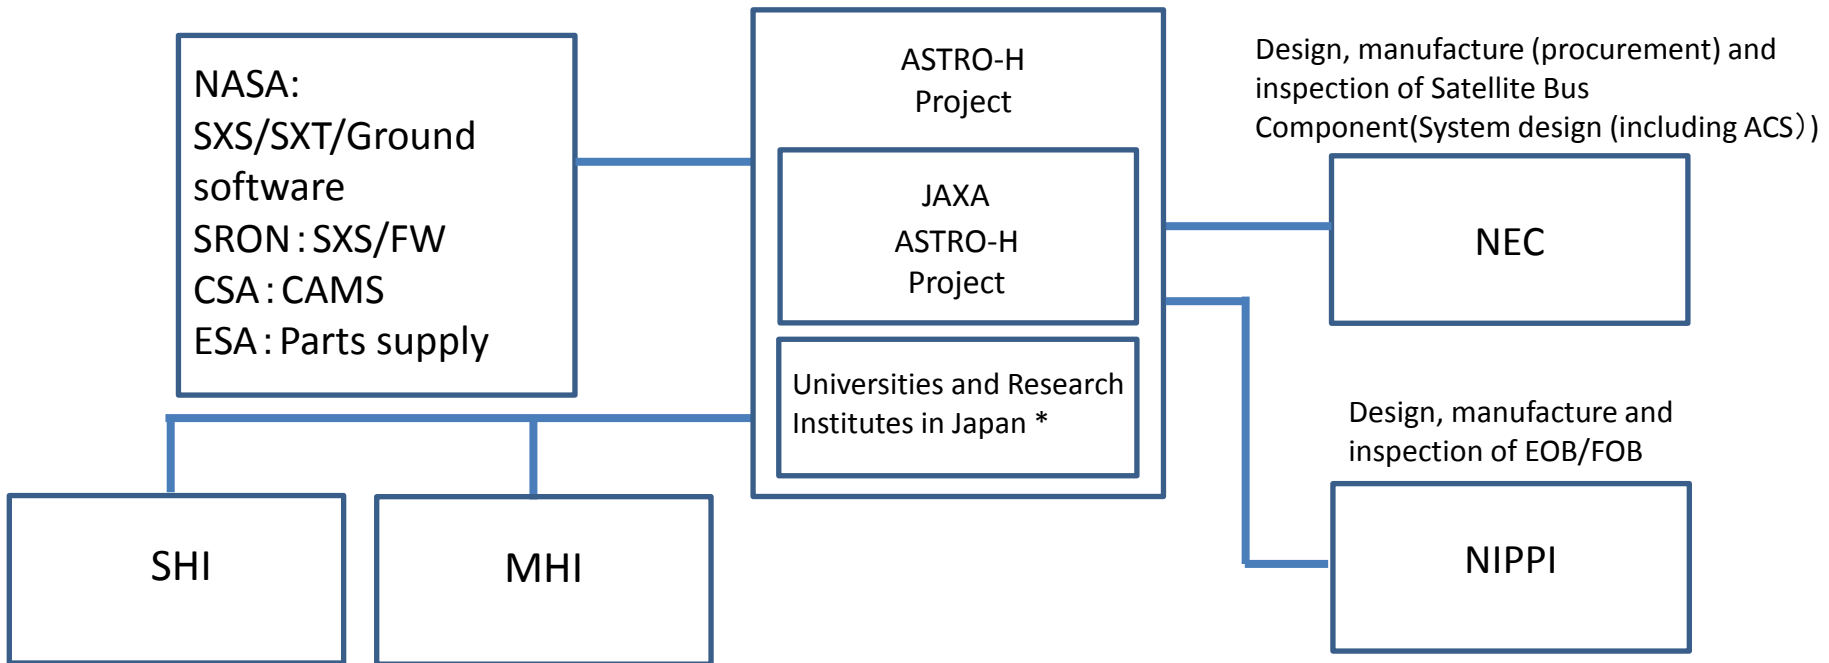 NASA:
SXS/SXT/Ground
software
SRON：SXS/FW
CSA：CAMS
ESA：Parts supply
ASTRO-H
Project
JAXA
ASTRO-H
Project
Universities and Research
Institutes in Japan *
Design, manufacture (procurement) and
inspection of Satellite Bus
Component(System design (including ACS）)
NEC
Design, manufacture and
inspection of EOB/FOB
NIPPI
SHI
MHI